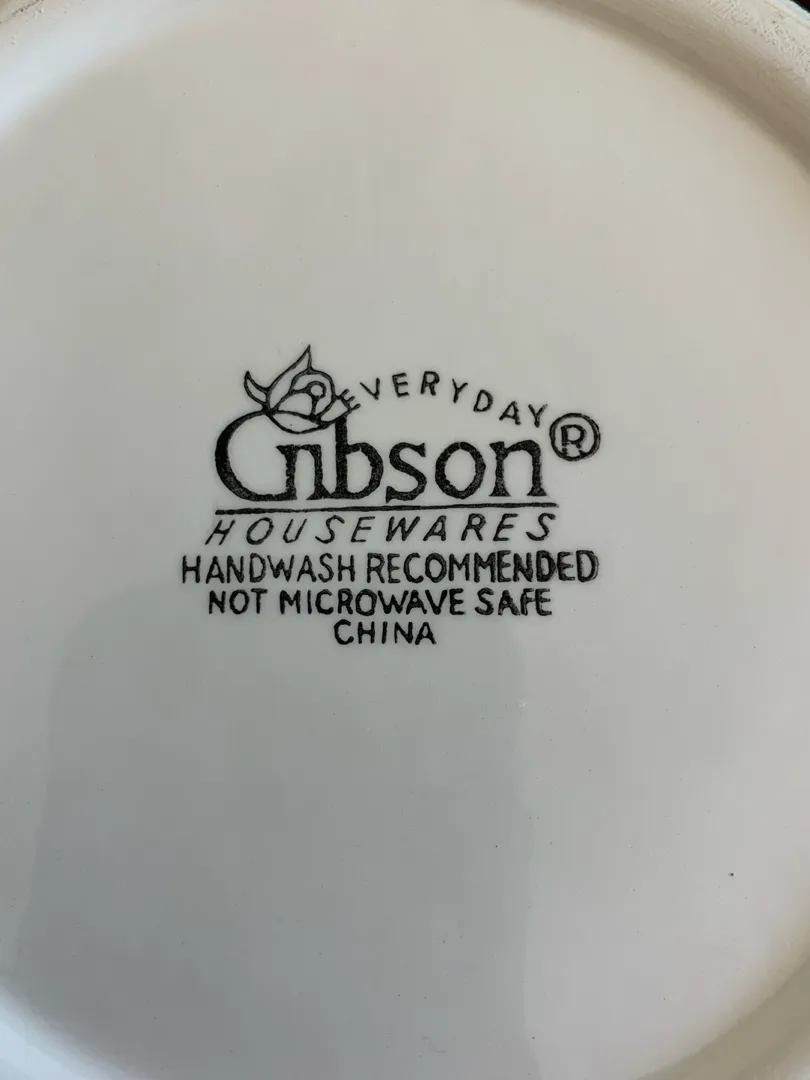 EVERYDAY
Gibson®
HOUSEWARES
HANDWASH RECOMMENDED
NOT MICROWAVE SAFE
CHINA